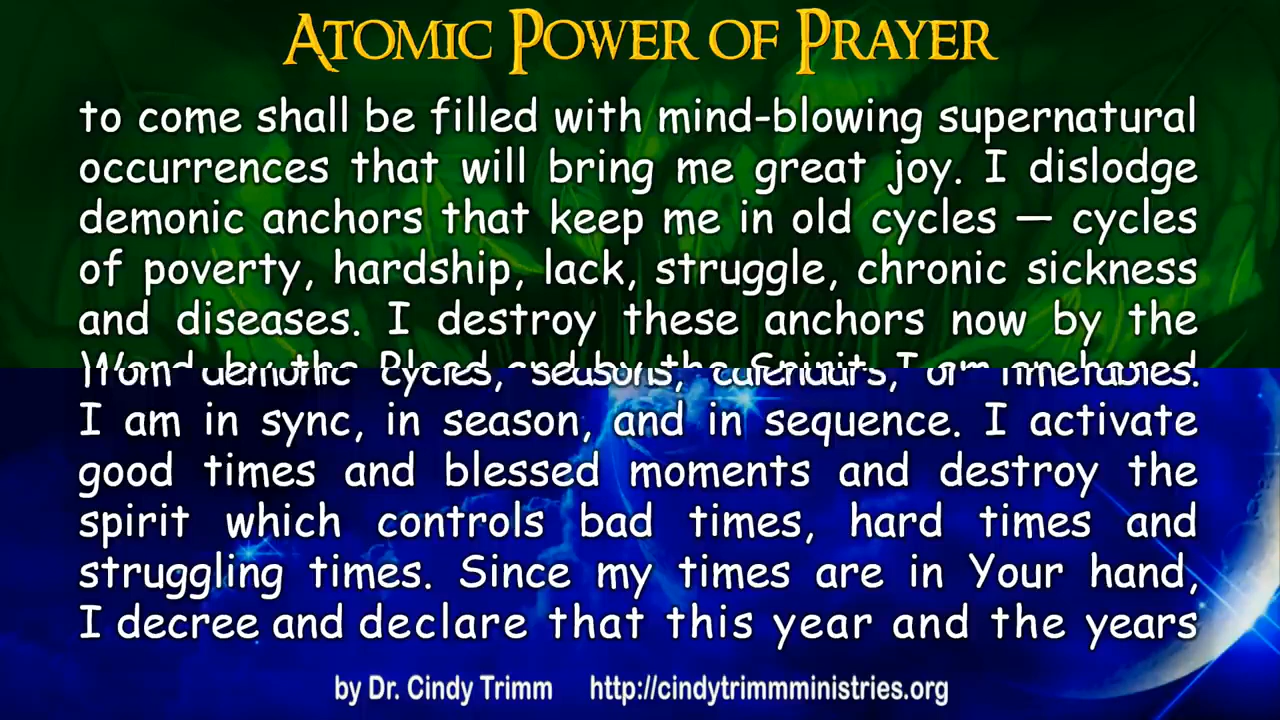 ATOMIC POWER OF PRAYER
to come shall be filled with mind-blowing supernatural
occurrences that will bring me great joy. I dislodge
demonic anchors that keep me in old cycles — cycles
of poverty, hardship, lack, struggle, chronic sickness
and diseases. I destroy these anchors now by the
I am in sync, in season, and in sequence. I activate
good times and blessed moments and destroy the
spirit which controls bad times, hard times and
struggling times. Since my times are in Your hand,
I decree and declare that this year and the years
by Dr. Cindy Trimm http://cindytrimmministries.org